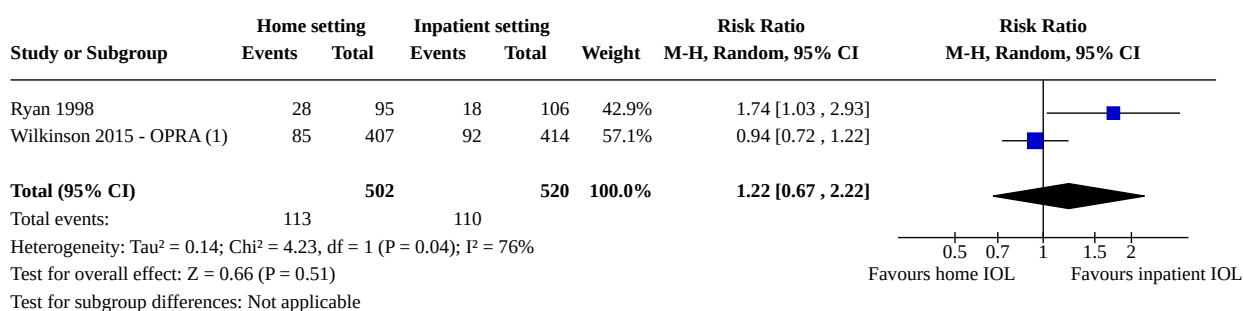 Home setting Inpatient setting Risk Ratio Risk Ratio
Study or Subgroup Events Total Events Total Weight M-H, Random, 95% CI M-H, Random, 95% CI
Ryan 1998 28 95 18 106 42.9% 1.74 [1.03 , 2.93]
Wilkinson 2015 - OPRA (1) 85 407 92 414 57.1% 0.94 [0.72 , 1.22]
Total (95% CI) 502 520 100.0% 1.22 [0.67 , 2.22]
Total events: 113 110
Heterogeneity: Tau² = 0.14; Chi² = 4.23, df = 1 (P = 0.04); I² = 76%
0.5 0.7 1 1.5 2
Test for overall effect: Z = 0.66 (P = 0.51) Favours home IOL Favours inpatient IOL
Test for subgroup differences: Not applicable